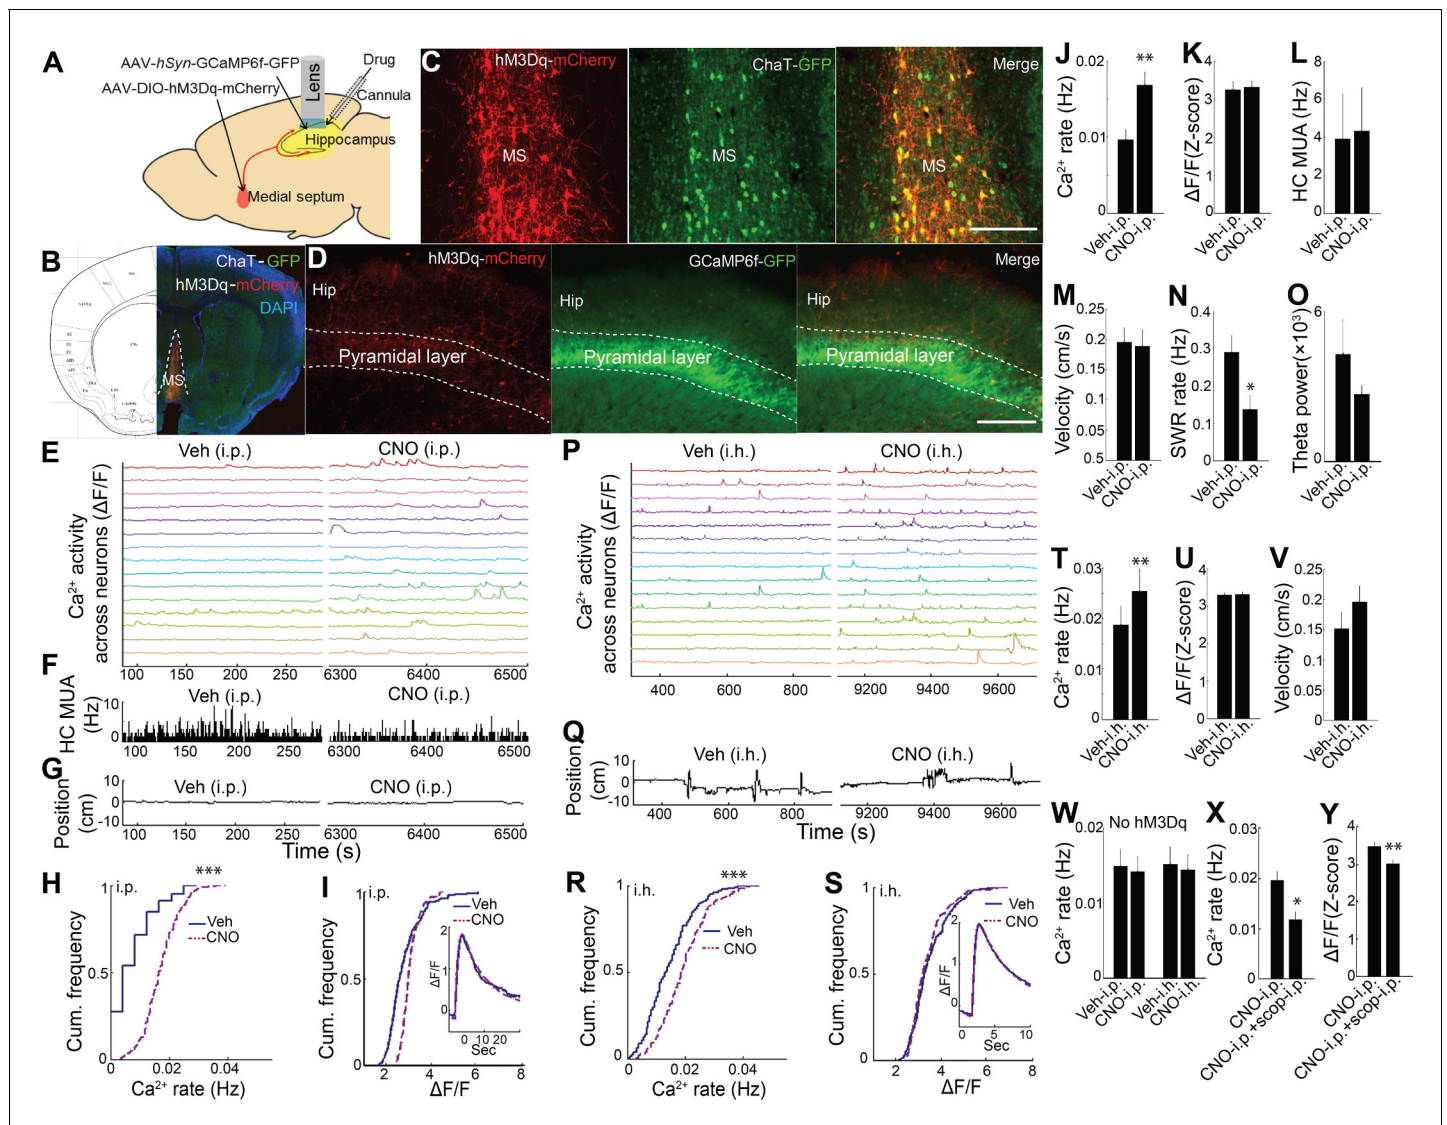 A
AAV-hSyn-GCaMP6f-GFP
AAV-DIO-hM3Dq-mCherry
Lens
Drug
Cannula
Hippocampus
Medial septum
B
ChaT-GFP
hM3Dq-mCherry
DAPI
MS
C
hM3Dq-mCherry
MS
ChaT-GFP
MS
Merge
MS
D
hM3Dq-mCherry
Hip
Pyramidal layer
GCaMP6f-GFP
Hip
Pyramidal layer
Merge
Hip
Pyramidal layer
E
Veh (i.p.)
CNO (i.p.)
Ca²⁺ activity
across neurons (ΔF/F)
100 150 200 250 6300 6400 6500
F
Veh (i.p.)
CNO (i.p.)
HC MUA
(Hz)
10
0
100 150 200 250 6300 6400 6500
G
Veh (i.p.)
CNO (i.p.)
Position
(cm)
10
0
-10
100 150 200 250 6300 6400 6500
Time (s)
H
i.p.
***
Veh
CNO
Cum. frequency
1
0.5
0
0 0.02 0.04
Ca²⁺ rate (Hz)
I
i.p.
Veh
CNO
Cum. frequency
1
0.5
0
2 4 6 8
ΔF/F
ΔF/F
2
1
0
0 10 20
Sec
J
Ca²⁺ rate (Hz)
0.02
0.01
0
**
Veh-i.p.
CNO-i.p.
K
ΔF/F(Z-score)
4
3
2
1
0
Veh-i.p.
CNO-i.p.
L
HC MUA (Hz)
8
6
4
2
0
Veh-i.p.
CNO-i.p.
M
Velocity (cm/s)
0.25
0.2
0.15
0.1
0.05
0.5
Veh-i.p.
CNO-i.p.
N
SWR rate (Hz)
0.4
0.3
0.2
0.1
0
*
Veh-i.p.
CNO-i.p.
O
Theta power(×10³)
6
0
Veh-i.p.
CNO-i.p.
P
Veh (i.h.)
CNO (i.h.)
Ca²⁺ activity
across neurons (ΔF/F)
400 600 800 9200 9400 9600
Q
Veh (i.h.)
CNO (i.h.)
Position
(cm)
10
0
-10
400 600 800 9200 9400 9600
Time (s)
R
i.h.
***
Veh
CNO
Cum. frequency
1
0.5
0
0 0.02 0.04
Ca²⁺ rate (Hz)
S
i.h.
Veh
CNO
Cum. frequency
1
0.5
0
2 4 6 8
ΔF/F
ΔF/F
2
1
0
0 5 10
Sec
T
Ca²⁺ rate (Hz)
0.03
0.02
0.01
0
**
Veh-i.h.
CNO-i.h.
U
ΔF/F(Z-score)
4
3
2
1
0
Veh-i.h.
CNO-i.h.
V
Velocity (cm/s)
0.25
0.2
0.15
0.1
0.05
0
Veh-i.h.
CNO-i.h.
W
No hM3Dq
Ca²⁺ rate (Hz)
0.02
0.01
0
Veh-i.p.
CNO-i.p.
Veh-i.h.
CNO-i.h.
X
Ca²⁺ rate (Hz)
0.03
0.02
0.01
0
*
CNO-i.p.
CNO-i.p.+scop-i.p.
Y
ΔF/F(Z-score)
4
3
2
1
0
**
CNO-i.p.
CNO-i.p.+scop-i.p.